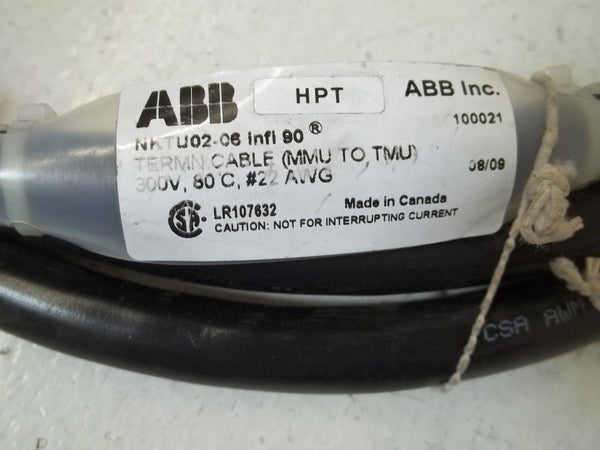 ABB HPT ABB Inc.
100021
NKTU02-06 Infi 90®
TERMN CABLE (MMU TO TMU) 08/09
300V, 80°C, #22 AWG
LR107632 Made in Canada
CAUTION: NOT FOR INTERRUPTING CURRENT
CSA AWM